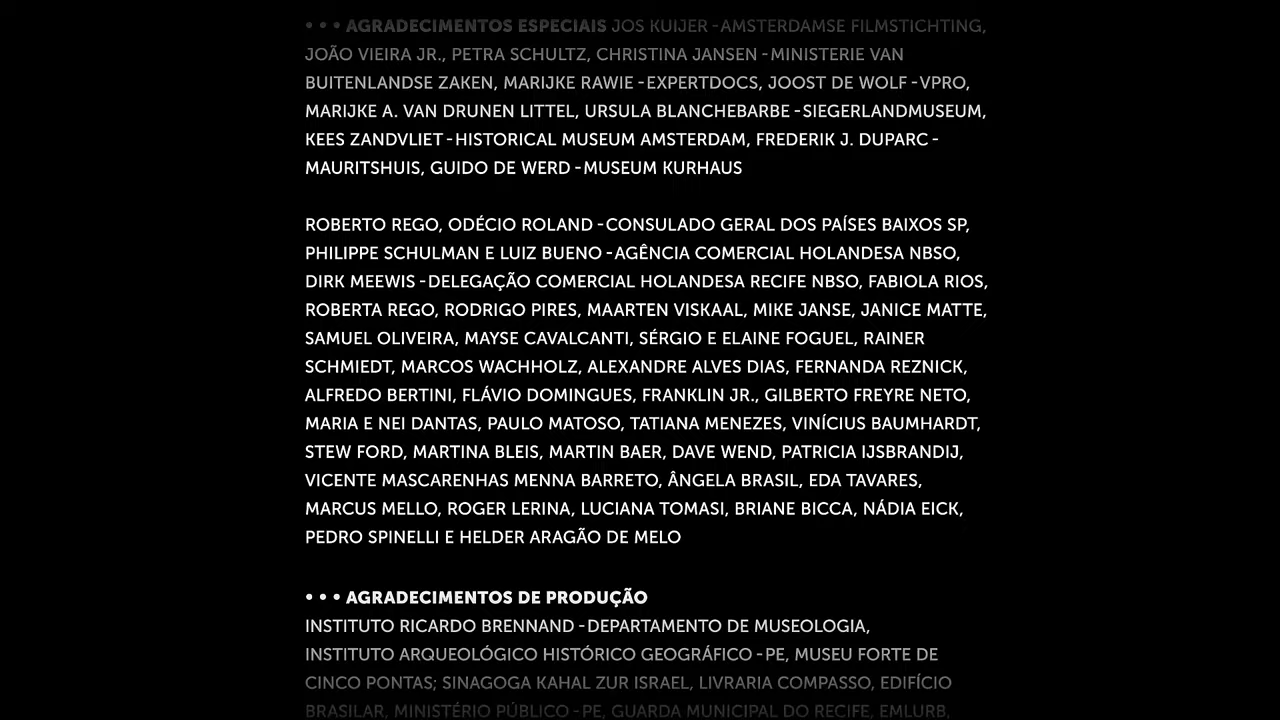 • • • AGRADECIMENTOS ESPECIAIS JOS KUIJER - AMSTERDAMSE FILMSTICHTING,
JOÃO VIEIRA JR., PETRA SCHULTZ, CHRISTINA JANSEN - MINISTERIE VAN
BUITENLANDSE ZAKEN, MARIJKE RAWIE - EXPERTDOCS, JOOST DE WOLF - VPRO,
MARIJKE A. VAN DRUNEN LITTEL, URSULA BLANCHEBARBE - SIEGERLANDMUSEUM,
KEES ZANDVLIET - HISTORICAL MUSEUM AMSTERDAM, FREDERIK J. DUPARC -
MAURITSHUIS, GUIDO DE WERD - MUSEUM KURHAUS
ROBERTO REGO, ODÉCIO ROLAND - CONSULADO GERAL DOS PAÍSES BAIXOS SP,
PHILIPPE SCHULMAN E LUIZ BUENO - AGÊNCIA COMERCIAL HOLANDESA NBSO,
DIRK MEEWIS - DELEGAÇÃO COMERCIAL HOLANDESA RECIFE NBSO, FABIOLA RIOS,
ROBERTA REGO, RODRIGO PIRES, MAARTEN VISKAAL, MIKE JANSE, JANICE MATTE,
SAMUEL OLIVEIRA, MAYSE CAVALCANTI, SÉRGIO E ELAINE FOGUEL, RAINER
SCHMIEDT, MARCOS WACHHOLZ, ALEXANDRE ALVES DIAS, FERNANDA REZNICK,
ALFREDO BERTINI, FLÁVIO DOMINGUES, FRANKLIN JR., GILBERTO FREYRE NETO,
MARIA E NEI DANTAS, PAULO MATOSO, TATIANA MENEZES, VINÍCIUS BAUMHARDT,
STEW FORD, MARTINA BLEIS, MARTIN BAER, DAVE WEND, PATRICIA IJSBRANDIJ,
VICENTE MASCARENHAS MENNA BARRETO, ÂNGELA BRASIL, EDA TAVARES,
MARCUS MELLO, ROGER LERINA, LUCIANA TOMASI, BRIANE BICCA, NÁDIA EICK,
PEDRO SPINELLI E HELDER ARAGÃO DE MELO
• • • AGRADECIMENTOS DE PRODUÇÃO
INSTITUTO RICARDO BRENNAND - DEPARTAMENTO DE MUSEOLOGIA,
INSTITUTO ARQUEOLÓGICO HISTÓRICO GEOGRÁFICO - PE, MUSEU FORTE DE
CINCO PONTAS; SINAGOGA KAHAL ZUR ISRAEL, LIVRARIA COMPASSO, EDIFÍCIO
BRASILAR, MINISTÉRIO PÚBLICO - PE, GUARDA MUNICIPAL DO RECIFE, EMLURB,